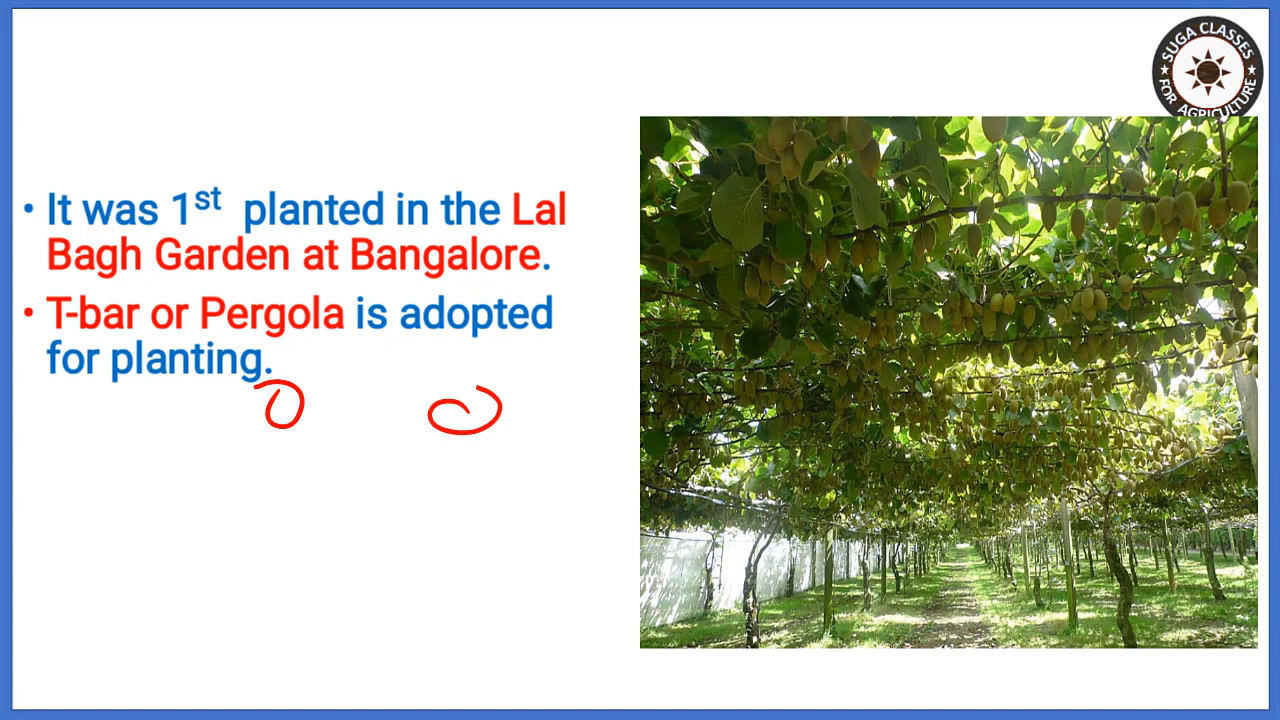 SUGA CLASSES
FOR AGRICULTURE
• It was 1st planted in the Lal
Bagh Garden at Bangalore.
• T-bar or Pergola is adopted
for planting.